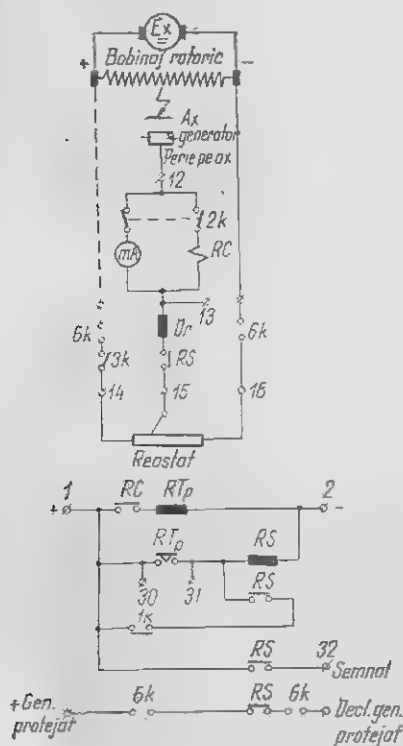 Ex
+ Bobinaj rotoric -
Ax
generator
Perie pe ax
12
2k
mA
RC
13
6k
Dr
6k
3k
RS
14
15
16
Reostat
1
RC
RTp
2
+
-
RTp
RS
30
31
RS
1k
RS
32
Semnal
+ Gen.
protejat
6k
RS
6k
Decl. gen.
protejat